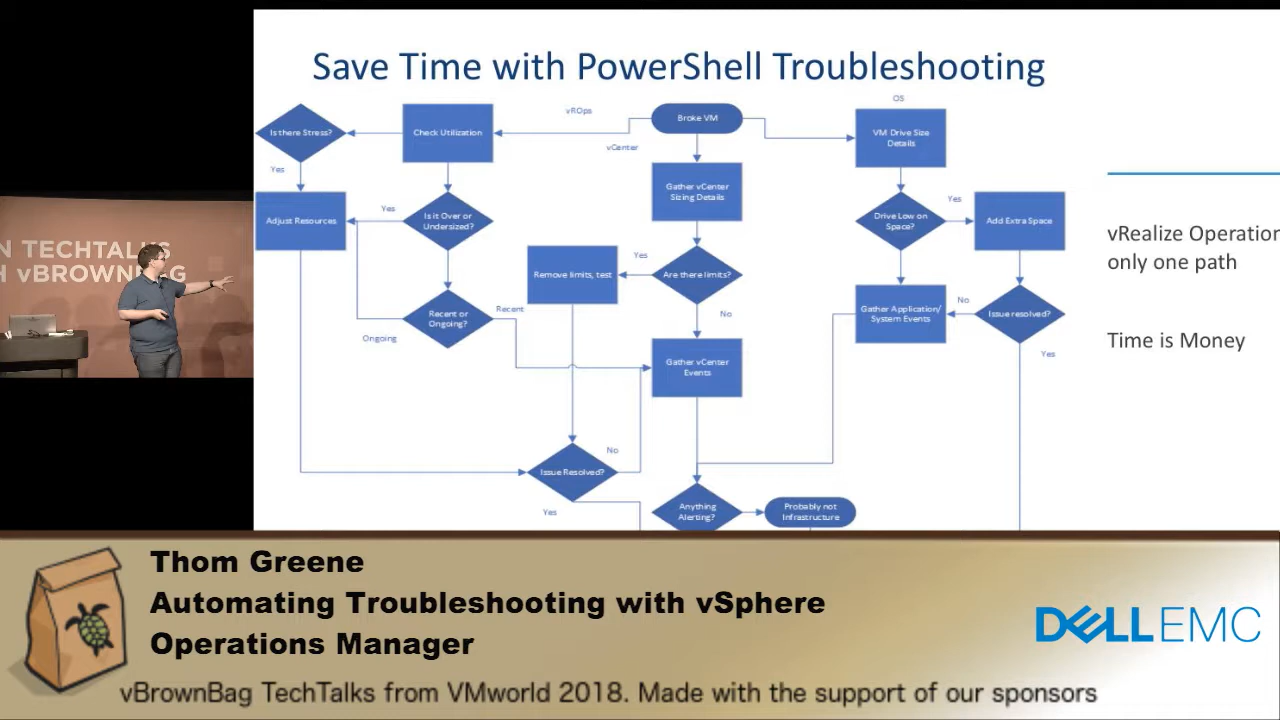 Save Time with PowerShell Troubleshooting
OS
vROps
Broke VM
Is there Stress?
Check Utilization
VM Drive Size
Details
vCenter
Yes
Gather vCenter
Sizing Details
Yes
Yes
Adjust Resources
Is it Over or
Undersized?
Drive Low on
Space?
Add Extra Space
vRealize Operation
only one path
N TECHTALKS
H vBROWNBAG
Yes
Remove limits, test
Are there limits?
No
Recent
Recent or
Ongoing?
No
Gather Application/
System Events
Issue resolved?
Ongoing
Time is Money
Yes
Gather vCenter
Events
No
Issue Resolved?
Yes
Anything
Alerting?
Probably not
Infrastructure
Thom Greene
Automating Troubleshooting with vSphere
Operations Manager
DELLEMC
vBrownBag TechTalks from VMworld 2018. Made with the support of our sponsors